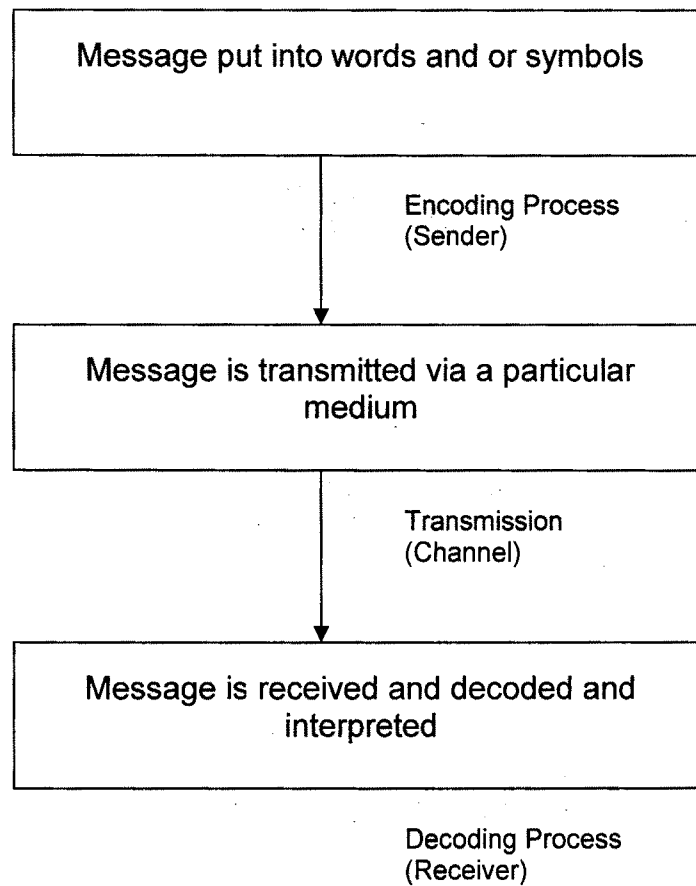 Message put into words and or symbols
Encoding Process
(Sender)
Message is transmitted via a particular
medium
Transmission
(Channel)
Message is received and decoded and
interpreted
Decoding Process
(Receiver)